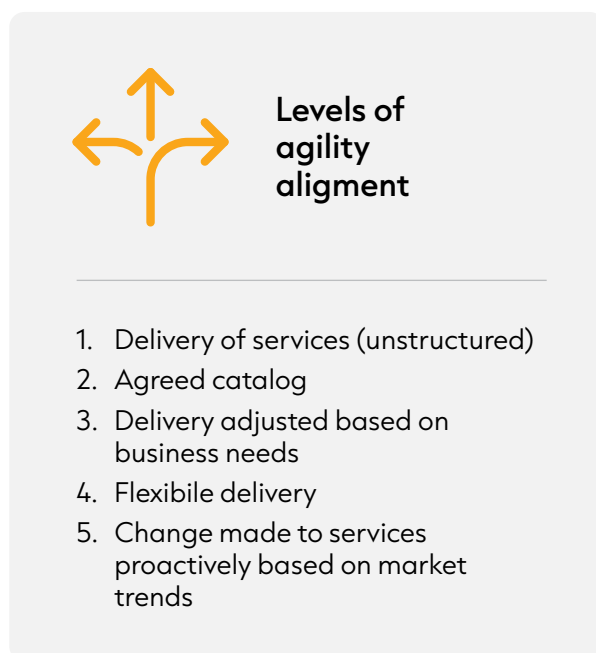 Levels of
agility
aligment
1. Delivery of services (unstructured)
2. Agreed catalog
3. Delivery adjusted based on
business needs
4. Flexibile delivery
5. Change made to services
proactively based on market
trends